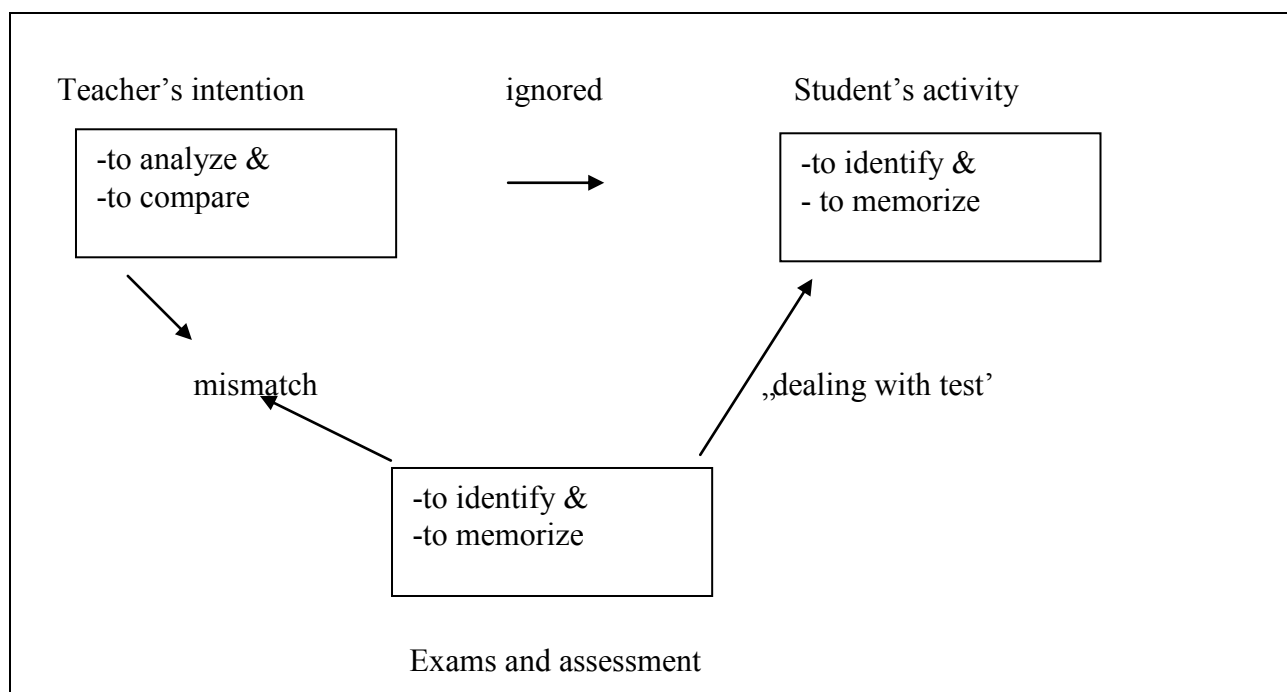 Teacher’s intention
ignored
Student’s activity
-to analyze &
-to compare
-to identify &
- to memorize
mismatch
„dealing with test’
-to identify &
-to memorize
Exams and assessment